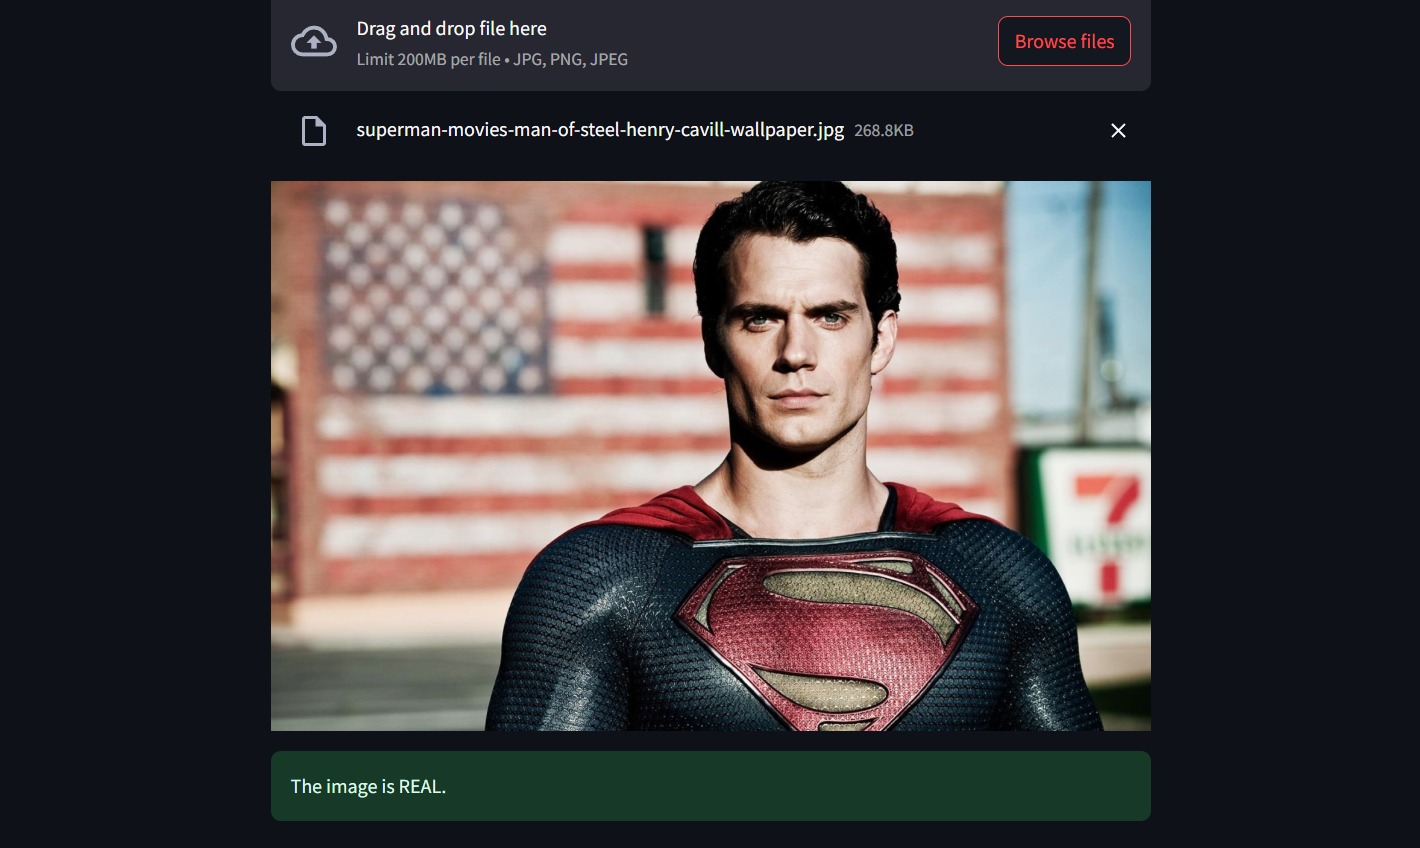 Drag and drop file here
Limit 200MB per file • JPG, PNG, JPEG
Browse files
superman-movies-man-of-steel-henry-cavill-wallpaper.jpg 268.8KB
7
The image is REAL.